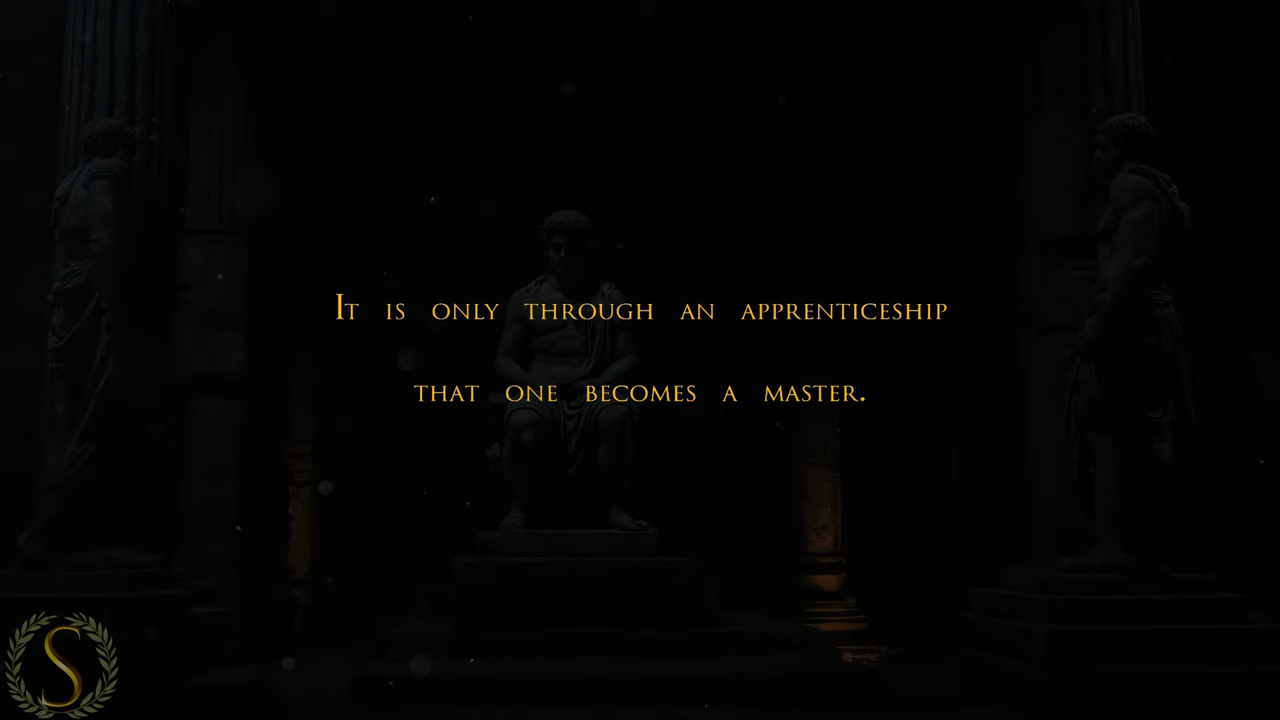 It is only through an apprenticeship
that one becomes a master.
S